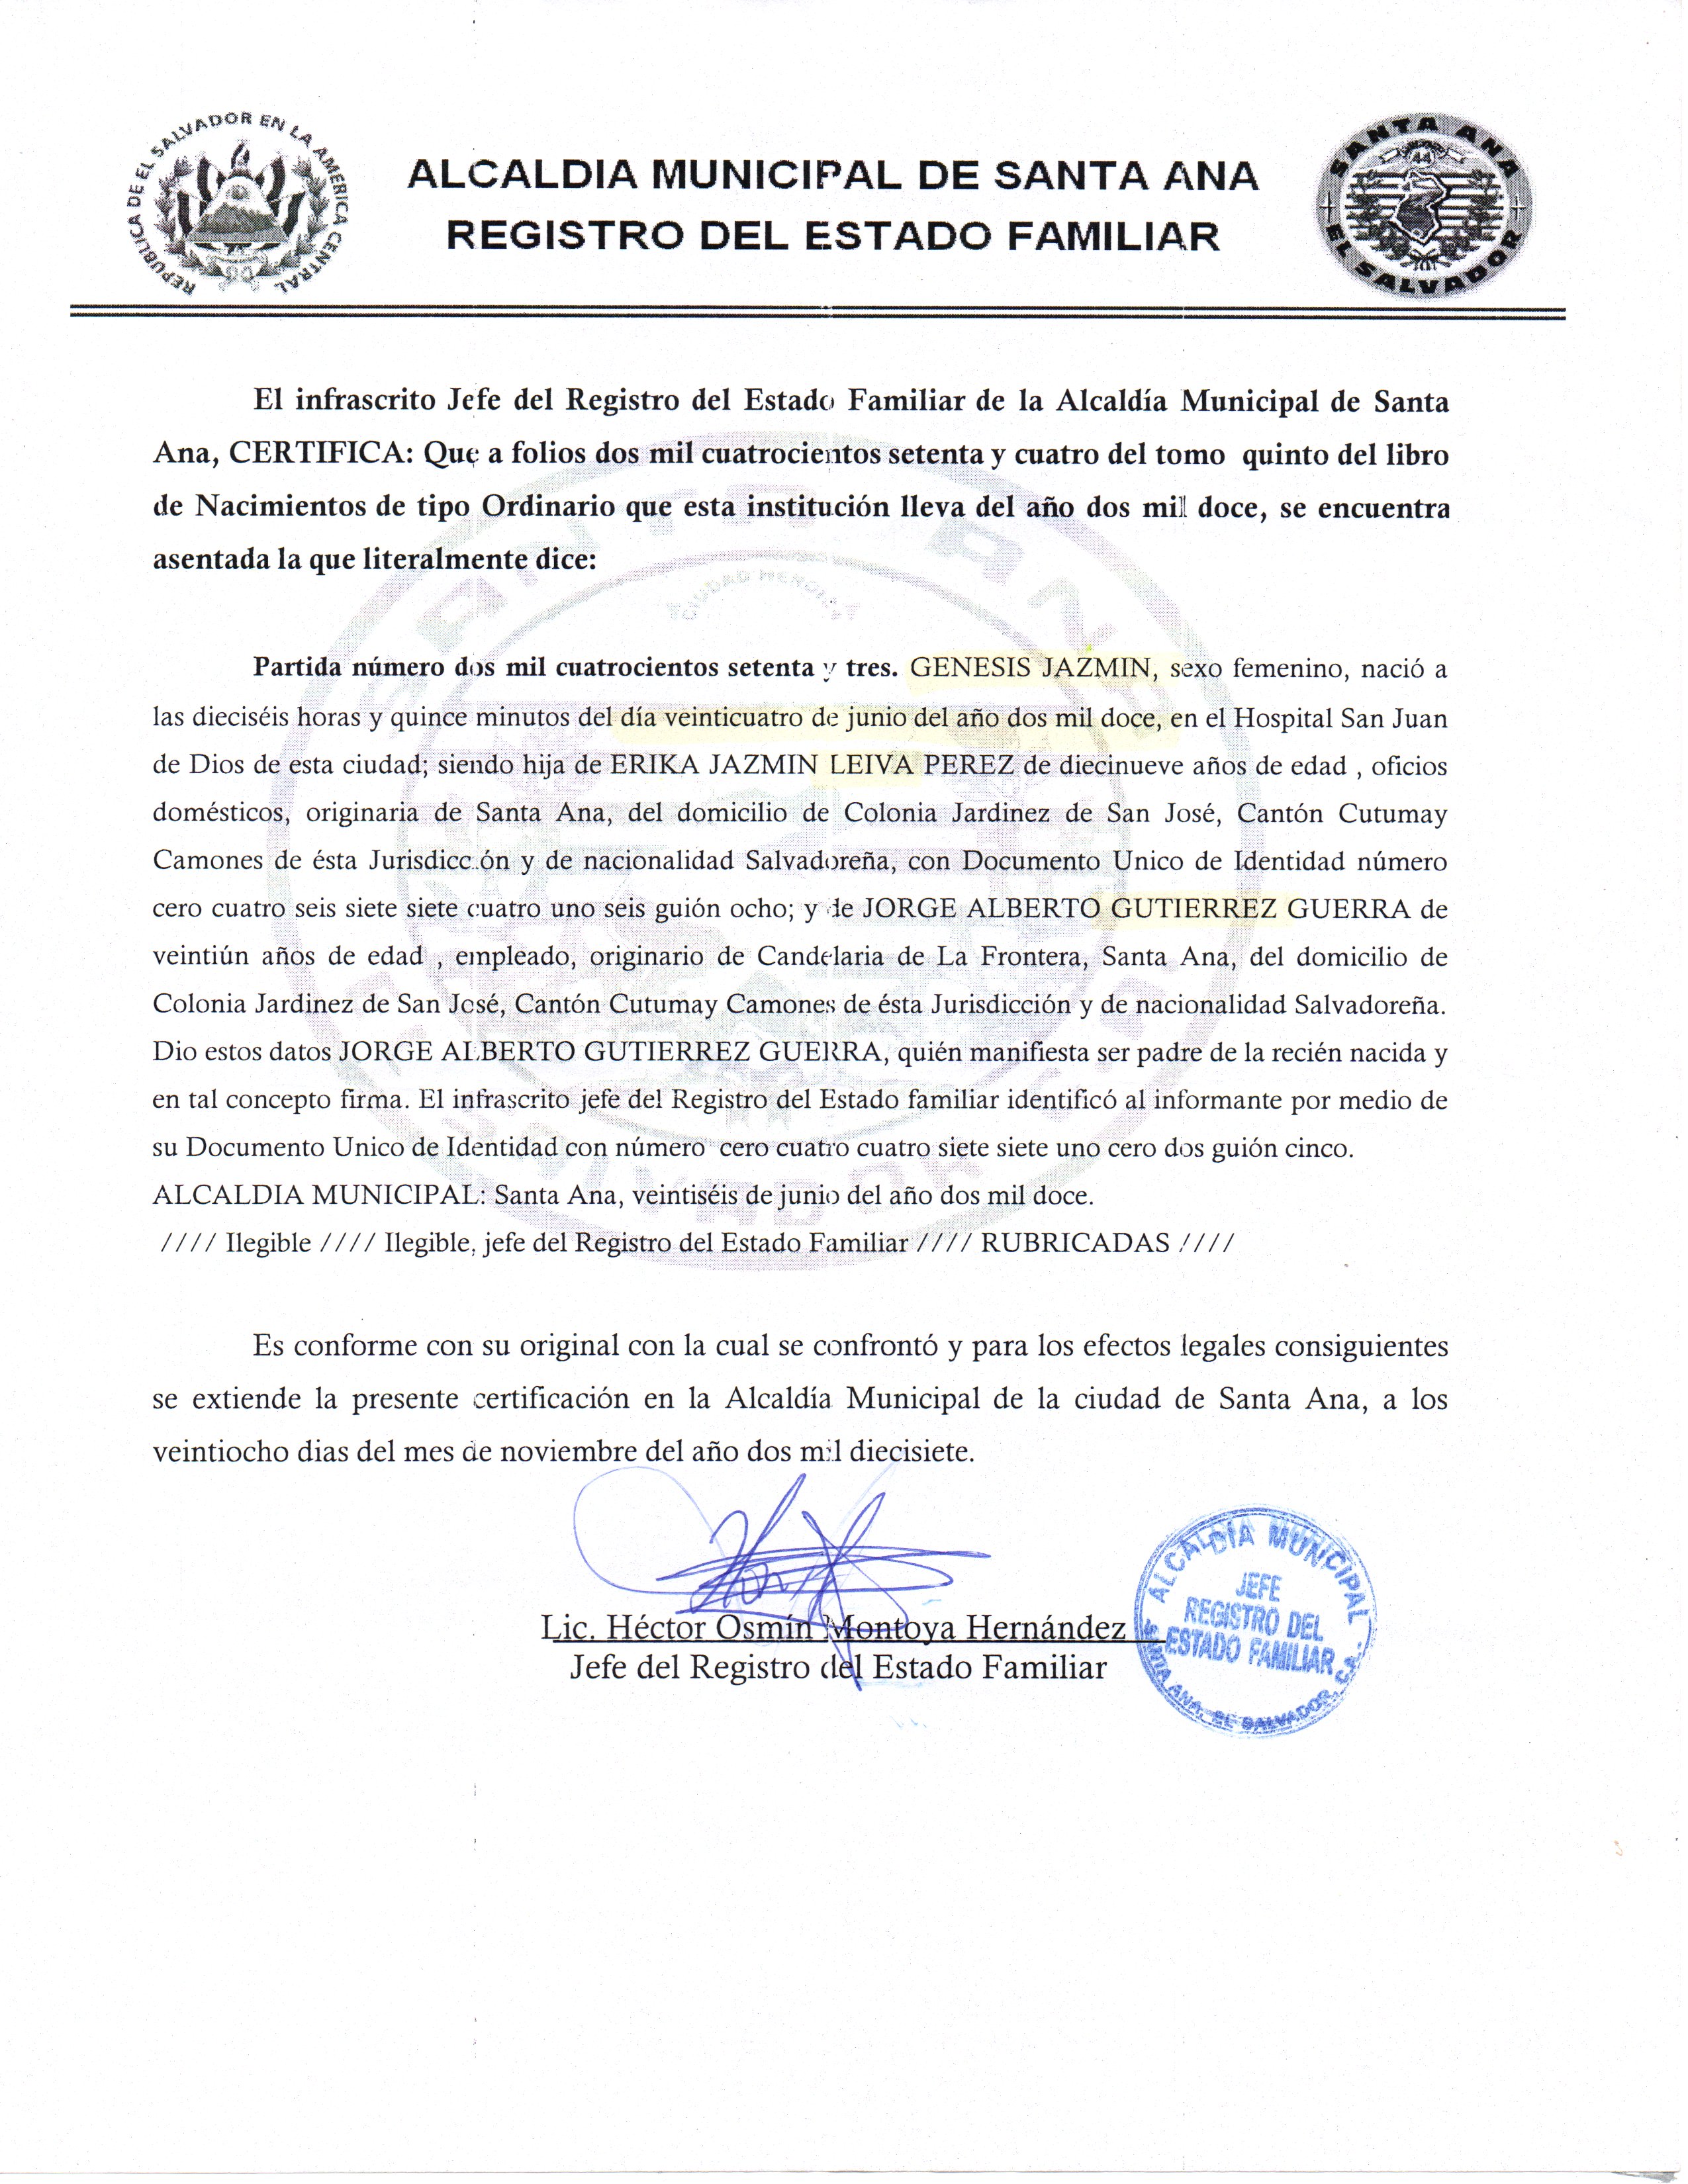 REPUBLICA DE EL SALVADOR EN LA AMERICA CENTRAL
ALCALDIA MUNICIPAL DE SANTA ANA
REGISTRO DEL ESTADO FAMILIAR
SANTA ANA
44
EL SALVADOR
El infrascrito Jefe del Registro del Estado Familiar de la Alcaldía Municipal de Santa
Ana, CERTIFICA: Que a folios dos mil cuatrocientos setenta y cuatro del tomo quinto del libro
de Nacimientos de tipo Ordinario que esta institución lleva del año dos mil doce, se encuentra
asentada la que literalmente dice:
Partida número dos mil cuatrocientos setenta y tres. GENESIS JAZMIN, sexo femenino, nació a
las dieciséis horas y quince minutos del día veinticuatro de junio del año dos mil doce, en el Hospital San Juan
de Dios de esta ciudad; siendo hija de ERIKA JAZMIN LEIVA PEREZ de diecinueve años de edad , oficios
domésticos, originaria de Santa Ana, del domicilio de Colonia Jardinez de San José, Cantón Cutumay
Camones de ésta Jurisdicción y de nacionalidad Salvadoreña, con Documento Unico de Identidad número
cero cuatro seis siete siete cuatro uno seis guión ocho; y de JORGE ALBERTO GUTIERREZ GUERRA de
veintiún años de edad , empleado, originario de Candelaria de La Frontera, Santa Ana, del domicilio de
Colonia Jardinez de San José, Cantón Cutumay Camones de ésta Jurisdicción y de nacionalidad Salvadoreña.
Dio estos datos JORGE ALBERTO GUTIERREZ GUERRA, quién manifiesta ser padre de la recién nacida y
en tal concepto firma. El infrascrito jefe del Registro del Estado familiar identificó al informante por medio de
su Documento Unico de Identidad con número cero cuatro cuatro siete siete uno cero dos guión cinco.
ALCALDIA MUNICIPAL: Santa Ana, veintiséis de junio del año dos mil doce.
//// Ilegible //// Ilegible, jefe del Registro del Estado Familiar //// RUBRICADAS ////
Es conforme con su original con la cual se confrontó y para los efectos legales consiguientes
se extiende la presente certificación en la Alcaldía Municipal de la ciudad de Santa Ana, a los
veintiocho dias del mes de noviembre del año dos mil diecisiete.
Lic. Héctor Osmín Montoya Hernández
Jefe del Registro del Estado Familiar
ALCALDÍA MUNICIPAL
JEFE
REGISTRO DEL
ESTADO FAMILIAR
SANTA ANA, EL SALVADOR, C.A.